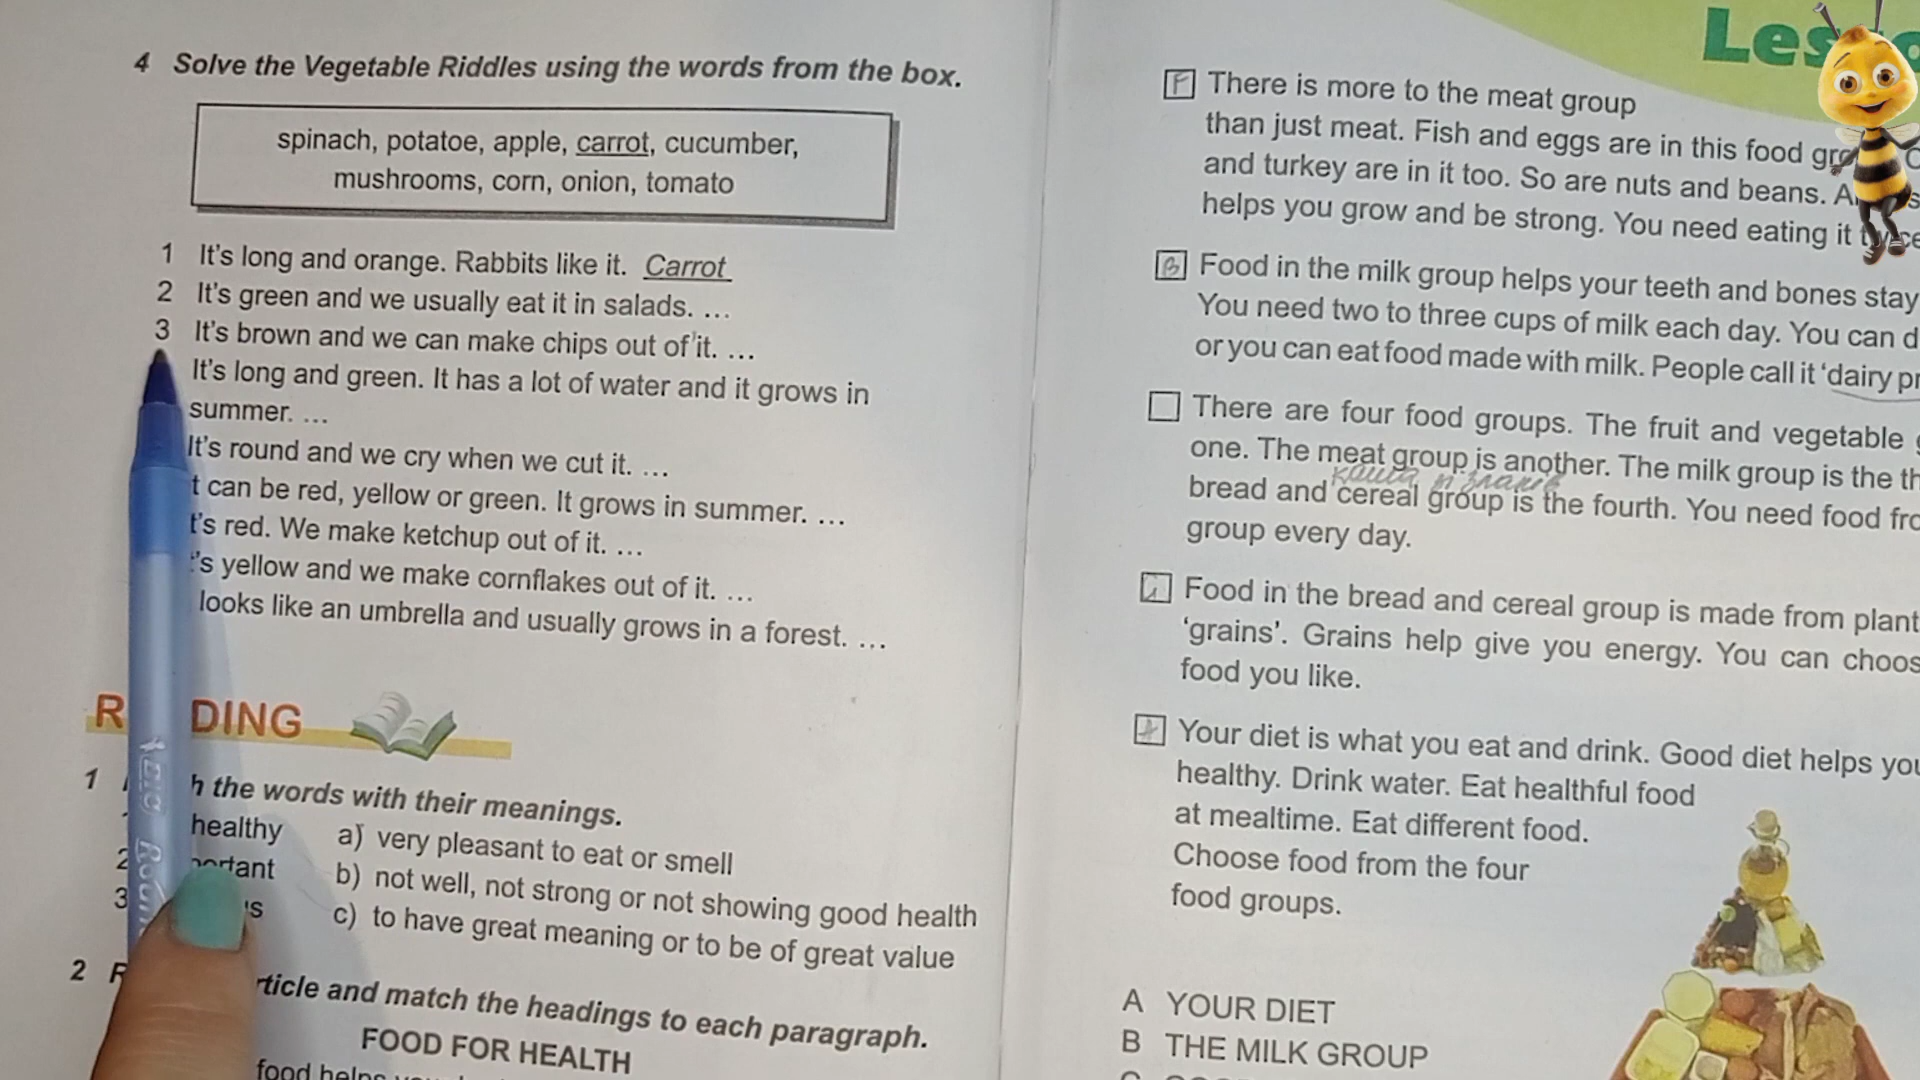 4 Solve the Vegetable Riddles using the words from the box.
spinach, potatoe, apple, carrot, cucumber,
mushrooms, corn, onion, tomato
1 It's long and orange. Rabbits like it. Carrot
2 It's green and we usually eat it in salads. ...
3 It's brown and we can make chips out of it. ...
It's long and green. It has a lot of water and it grows in
summer. ...
It's round and we cry when we cut it. ...
t can be red, yellow or green. It grows in summer. ...
t's red. We make ketchup out of it. ...
's yellow and we make cornflakes out of it. ...
looks like an umbrella and usually grows in a forest. ...
R DING
1 h the words with their meanings.
healthy a) very pleasant to eat or smell
2 ortant b) not well, not strong or not showing good health
3 us c) to have great meaning or to be of great value
2 R rticle and match the headings to each paragraph.
FOOD FOR HEALTH
food helps
Les
F There is more to the meat group
than just meat. Fish and eggs are in this food gro
and turkey are in it too. So are nuts and beans. A
helps you grow and be strong. You need eating it twice
B Food in the milk group helps your teeth and bones stay
You need two to three cups of milk each day. You can d
or you can eat food made with milk. People call it 'dairy pr
There are four food groups. The fruit and vegetable
one. The meat group is another. The milk group is the th
каша
bread and cereal group is the fourth. You need food fro
group every day.
Food in the bread and cereal group is made from plant
'grains'. Grains help give you energy. You can choos
food you like.
A Your diet is what you eat and drink. Good diet helps you
healthy. Drink water. Eat healthful food
at mealtime. Eat different food.
Choose food from the four
food groups.
A YOUR DIET
B THE MILK GROUP